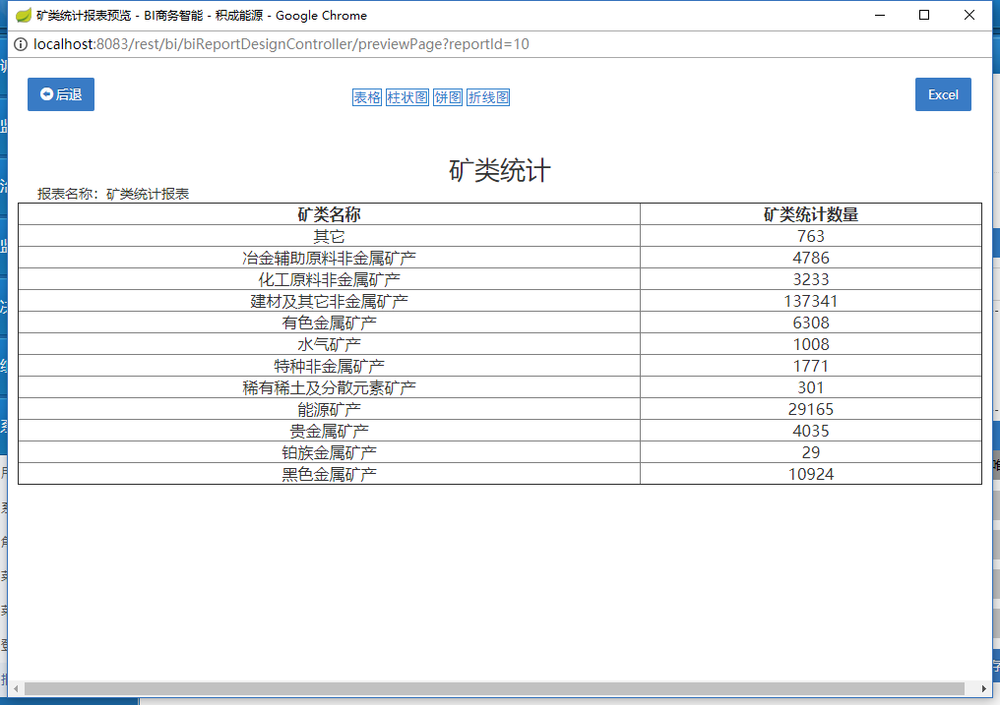 矿类统计报表预览 - BI商务智能 - 积成能源 - Google Chrome
localhost:8083/rest/bi/biReportDesignController/previewPage?reportId=10
后退 表格 柱状图 饼图 折线图 Excel
矿类统计
报表名称：矿类统计报表
矿类名称 矿类统计数量
其它 763
冶金辅助原料非金属矿产 4786
化工原料非金属矿产 3233
建材及其它非金属矿产 137341
有色金属矿产 6308
水气矿产 1008
特种非金属矿产 1771
稀有稀土及分散元素矿产 301
能源矿产 29165
贵金属矿产 4035
铂族金属矿产 29
黑色金属矿产 10924